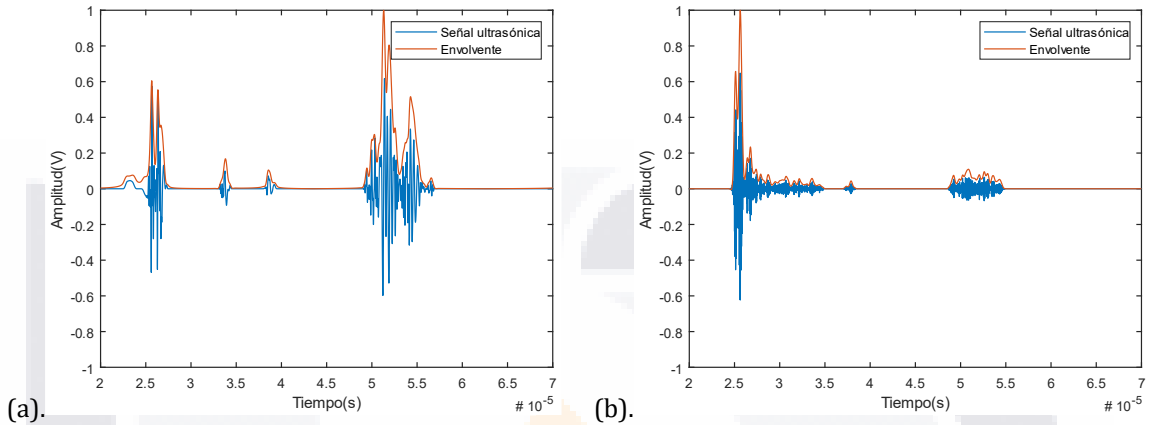 1
0.8
0.6
0.4
0.2
0
-0.2
-0.4
-0.6
-0.8
-1
Amplitud(V)
Señal ultrasónica
Envolvente
2 2.5 3 3.5 4 4.5 5 5.5 6 6.5 7
Tiempo(s)
# 10-5
(a).
1
0.8
0.6
0.4
0.2
0
-0.2
-0.4
-0.6
-0.8
-1
Amplitud(V)
Señal ultrasónica
Envolvente
2 2.5 3 3.5 4 4.5 5 5.5 6 6.5 7
Tiempo(s)
# 10-5
(b).